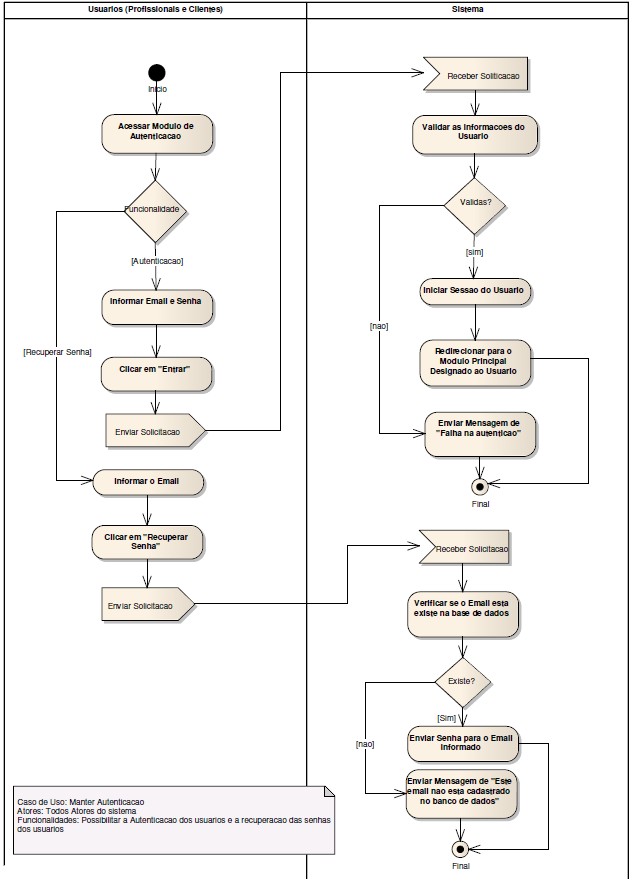 Usuarios (Profissionais e Clientes)
Sistema
Inicio
Acessar Modulo de
Autenticacao
Funcionalidade
[Autenticacao]
[Recuperar Senha]
Informar Email e Senha
Clicar em "Entrar"
Enviar Solicitacao
Informar o Email
Clicar em "Recuperar
Senha"
Enviar Solicitacao
Receber Soliticacao
Validar as informacoes do
Usuario
Validas?
[sim]
[nao]
Iniciar Sessao do Usuario
Redirecionar para o
Modulo Principal
Designado ao Usuario
Enviar Mensagem de
"Falha na autenticao"
Final
Receber Solicitacao
Verificar se o Email esta
existe na base de dados
Existe?
[Sim]
[nao]
Enviar Senha para o Email
Informado
Enviar Mensagem de "Este
email nao esta cadastrado
no banco de dados"
Final
Caso de Uso: Manter Autenticacao
Atores: Todos Atores do sistema
Funcionalidades: Possibilitar a Autenticacao dos usuarios e a recuperacao das senhas
dos usuarios